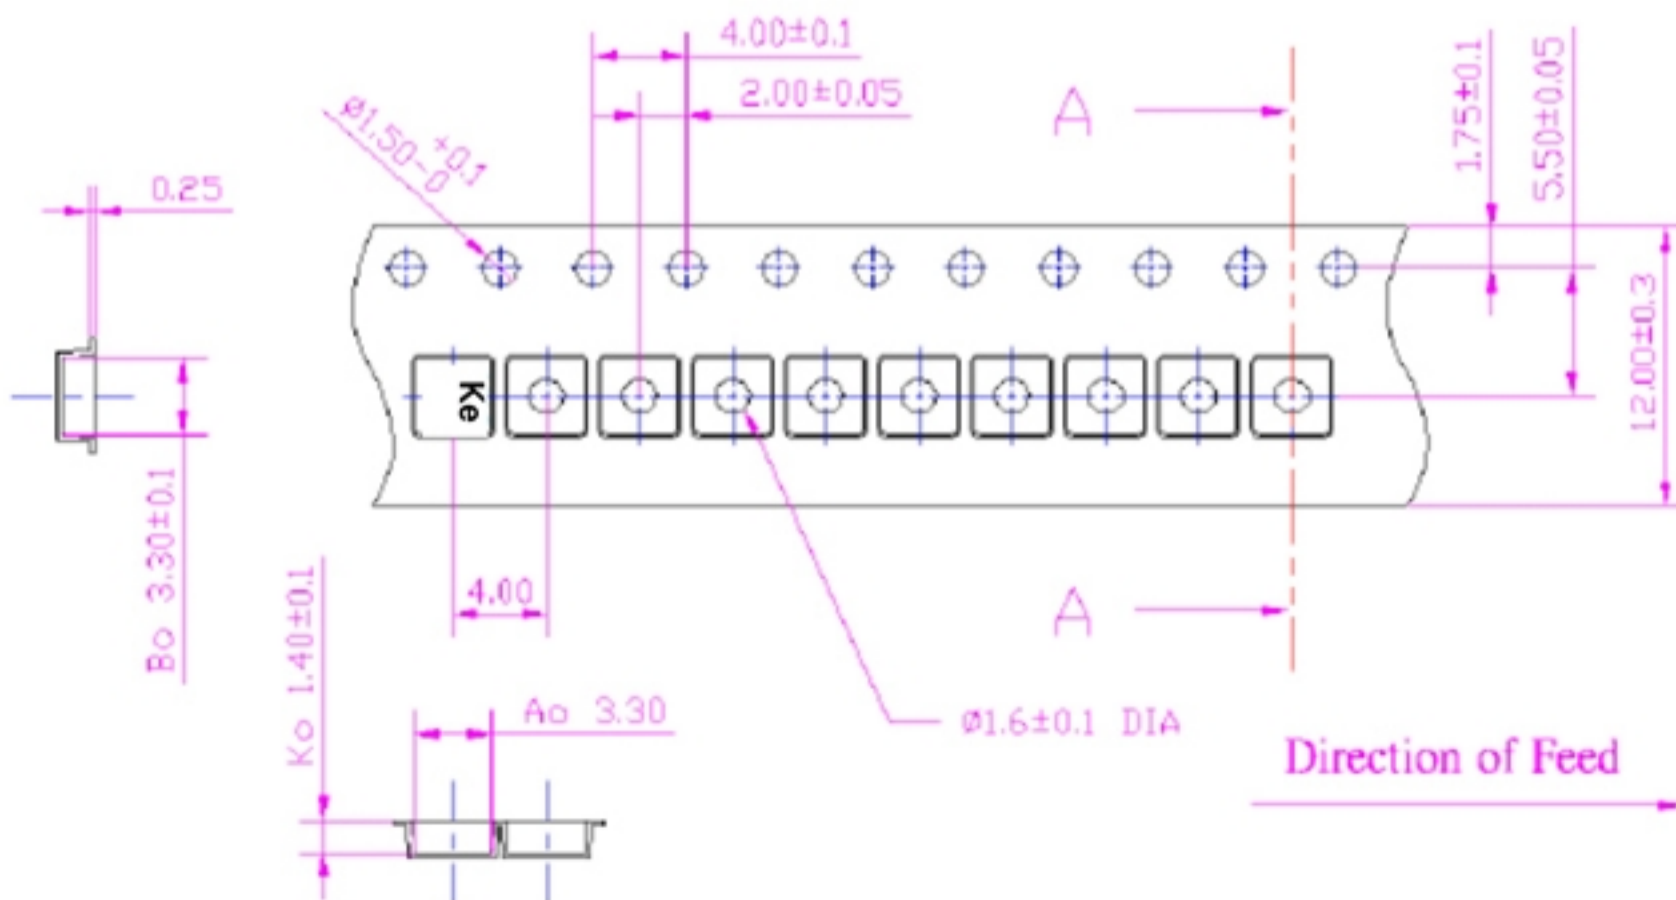 4.00±0.1
2.00±0.05
A
1.75±0.1
5.50±0.05
Ø1.50 +0.1
-0
0.25
12.00±0.3
Ke
Bo 3.30±0.1
4.00
A
Ko 1.40±0.1
Ao 3.30
Ø1.6±0.1 DIA
Direction of Feed